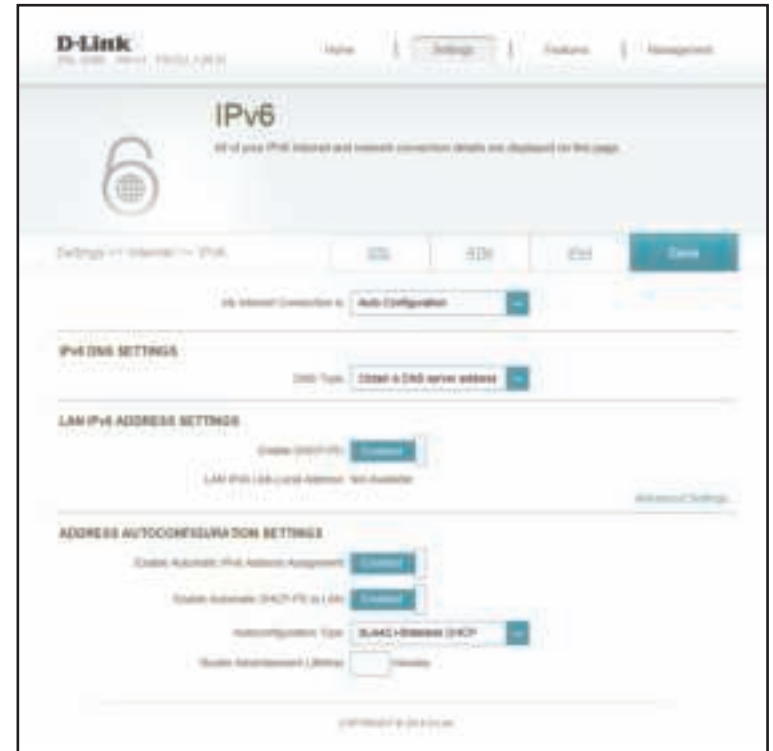 D-Link
Home | Settings | Features | Management
IPv6
All of your IPv6 Internet and network connection details are displayed on this page.
Settings >> Internet >> IPv6
IPv4
My Internet Connection is Auto Configuration
IPv6 DNS SETTINGS
DNS Type Obtain a DNS server address
LAN IPv6 ADDRESS SETTINGS
Enable DHCP-PD Enabled
LAN IPv6 Link-Local Address Not Available
Advanced Settings...
ADDRESS AUTOCONFIGURATION SETTINGS
Enable Automatic IPv6 Address Assignment Enabled
Enable Automatic DHCP-PD in LAN Enabled
Autoconfiguration Type SLAAC+Stateless DHCP
Router Advertisement Lifetime minutes
COPYRIGHT © D-Link